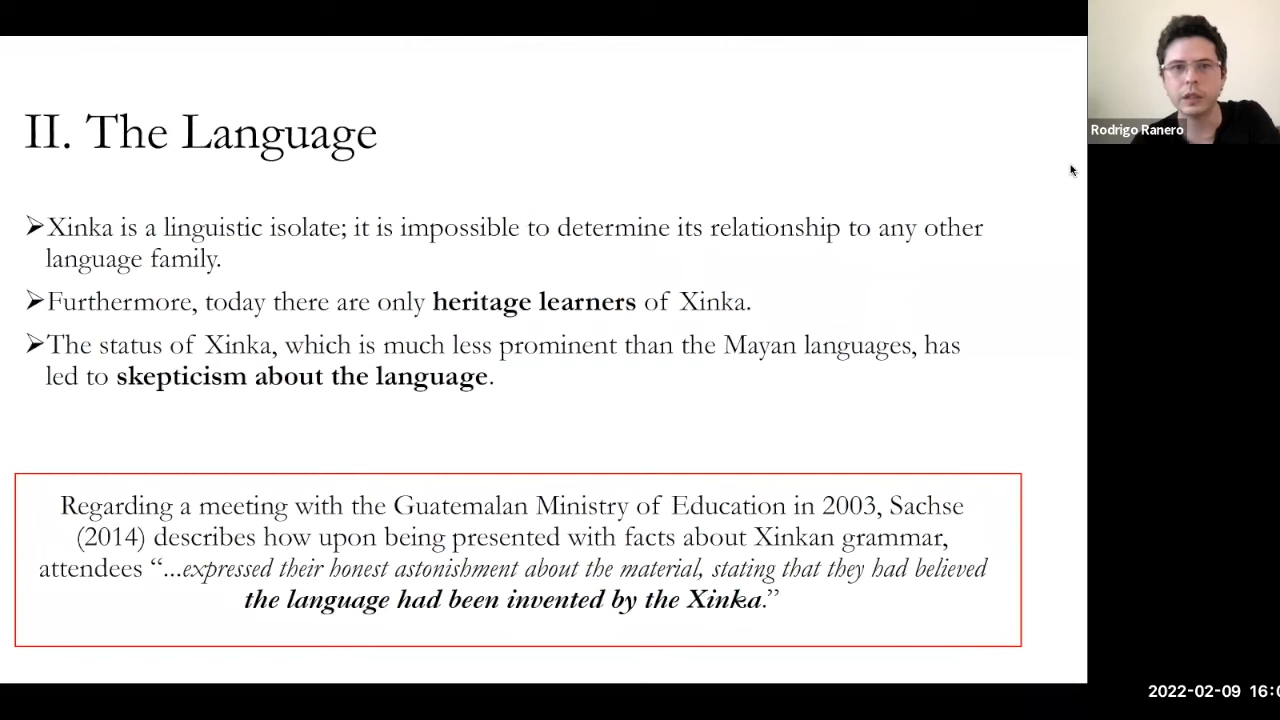 II. The Language
➢Xinka is a linguistic isolate; it is impossible to determine its relationship to any other
language family.
➢Furthermore, today there are only heritage learners of Xinka.
➢The status of Xinka, which is much less prominent than the Mayan languages, has
led to skepticism about the language.
Regarding a meeting with the Guatemalan Ministry of Education in 2003, Sachse
(2014) describes how upon being presented with facts about Xinkan grammar,
attendees “...expressed their honest astonishment about the material, stating that they had believed
the language had been invented by the Xinka.”
Rodrigo Ranero
2022-02-09